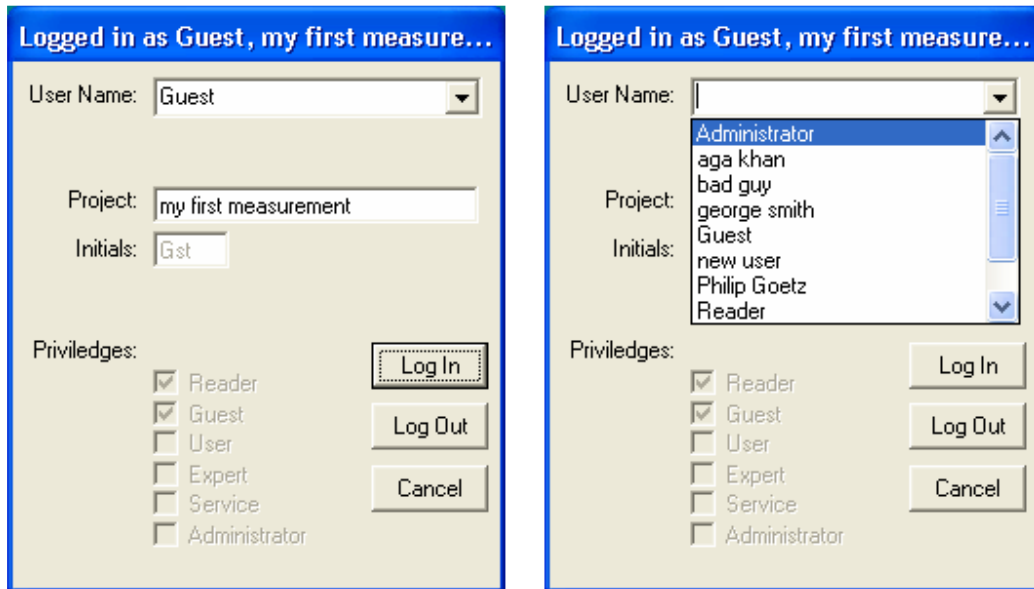 Logged in as Guest, my first measure...
User Name: Guest
Project: my first measurement
Initials: Gst
Priviledges:
Reader
Guest
User
Expert
Service
Administrator
Log In
Log Out
Cancel
Logged in as Guest, my first measure...
User Name:
Administrator
aga khan
bad guy
george smith
Guest
new user
Philip Goetz
Reader
Project:
Initials:
Priviledges:
Reader
Guest
User
Expert
Service
Administrator
Log In
Log Out
Cancel